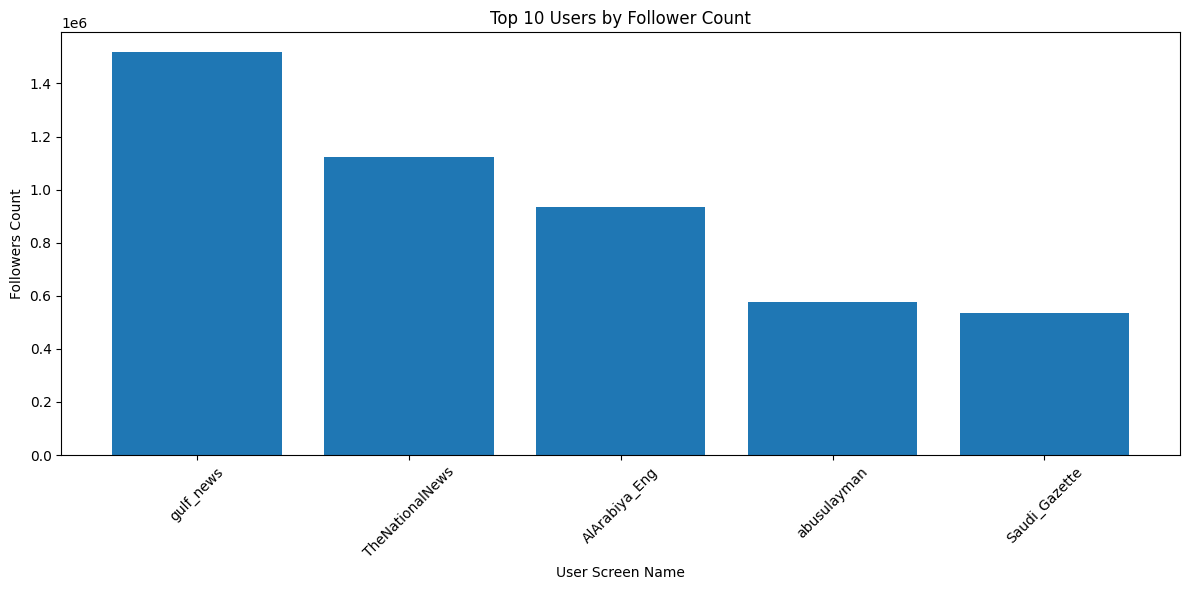 Top 10 Users by Follower Count
1e6
1.4
1.2
1.0
0.8
0.6
0.4
0.2
0.0
Followers Count
gulf_news
TheNationalNews
AlArabiya_Eng
abusulayman
Saudi_Gazette
User Screen Name